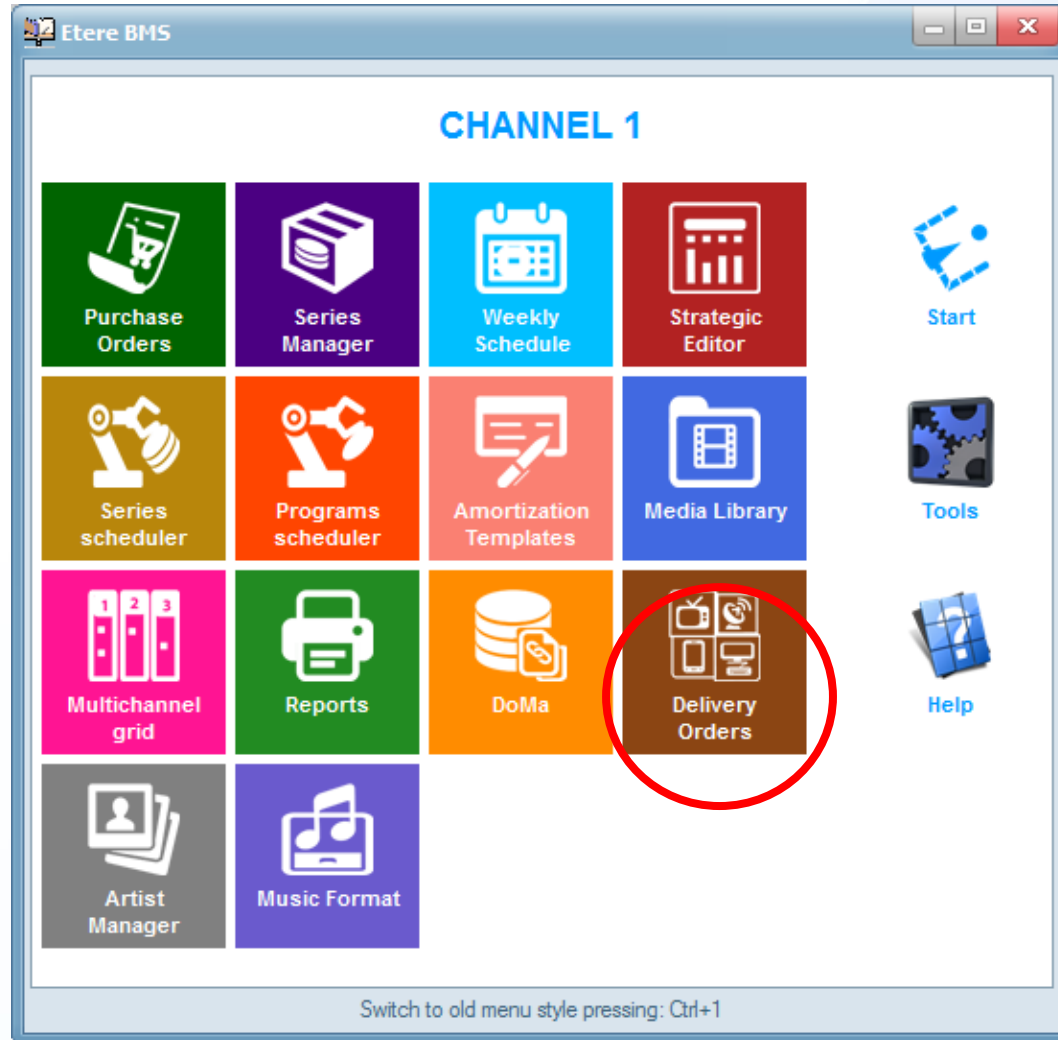 Etere BMS
CHANNEL 1
Purchase
Orders
Series
Manager
Weekly
Schedule
Strategic
Editor
Start
Series
scheduler
Programs
scheduler
Amortization
Templates
Media Library
Tools
1 2 3
Multichannel
grid
Reports
DoMa
Delivery
Orders
?
Help
Artist
Manager
Music Format
Switch to old menu style pressing: Ctrl+1